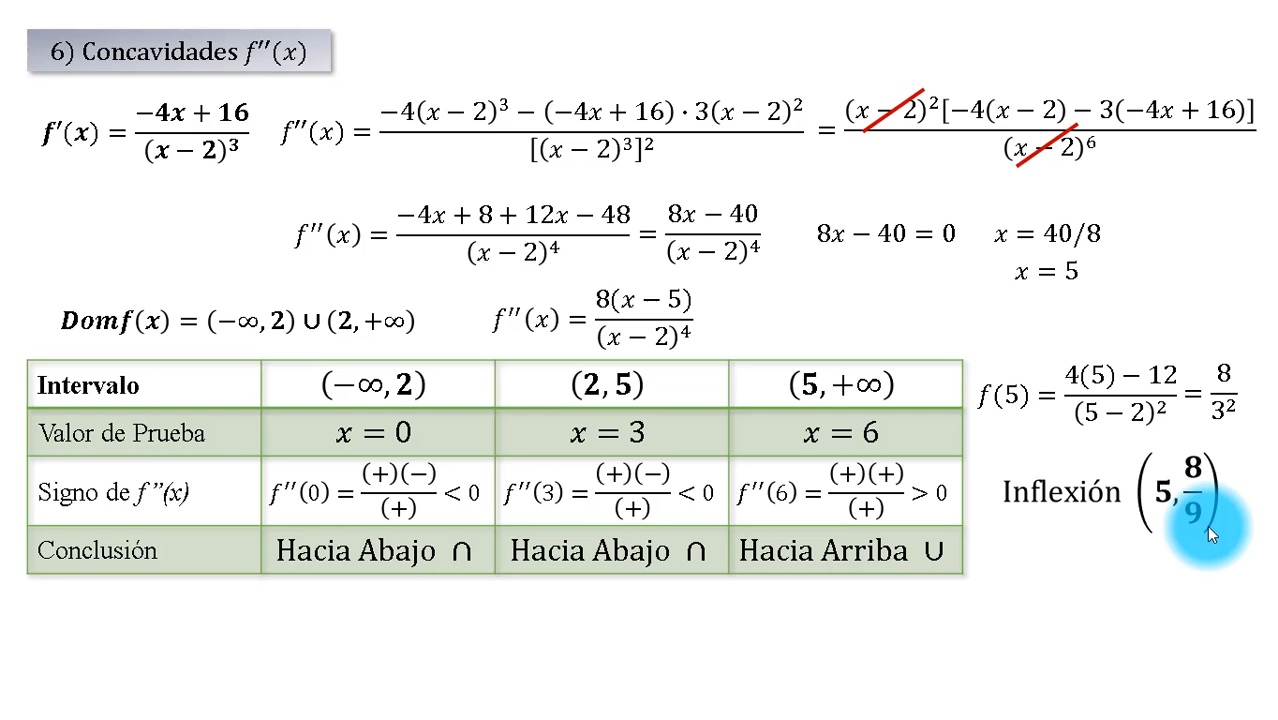 6) Concavidades f''(x)
f'(x) = (−4x + 16)/(x − 2)³ f''(x) = (−4(x − 2)³ − (−4x + 16) · 3(x − 2)²)/[(x − 2)³]² = ((x − 2)²[−4(x − 2) − 3(−4x + 16)])/(x − 2)⁶
f''(x) = (−4x + 8 + 12x − 48)/(x − 2)⁴ = (8x − 40)/(x − 2)⁴ 8x − 40 = 0 x = 40/8
x = 5
Domf(x) = (−∞, 2) ∪ (2, +∞) f''(x) = 8(x − 5)/(x − 2)⁴
Intervalo (−∞, 2) (2, 5) (5, +∞)
Valor de Prueba x = 0 x = 3 x = 6
Signo de f''(x) f''(0) = (+)(−)/(+) < 0 f''(3) = (+)(−)/(+) < 0 f''(6) = (+)(+)/(+) > 0
Conclusión Hacia Abajo ∩ Hacia Abajo ∩ Hacia Arriba ∪
f(5) = (4(5) − 12)/(5 − 2)² = 8/3²
Inflexión (5, 8/9)